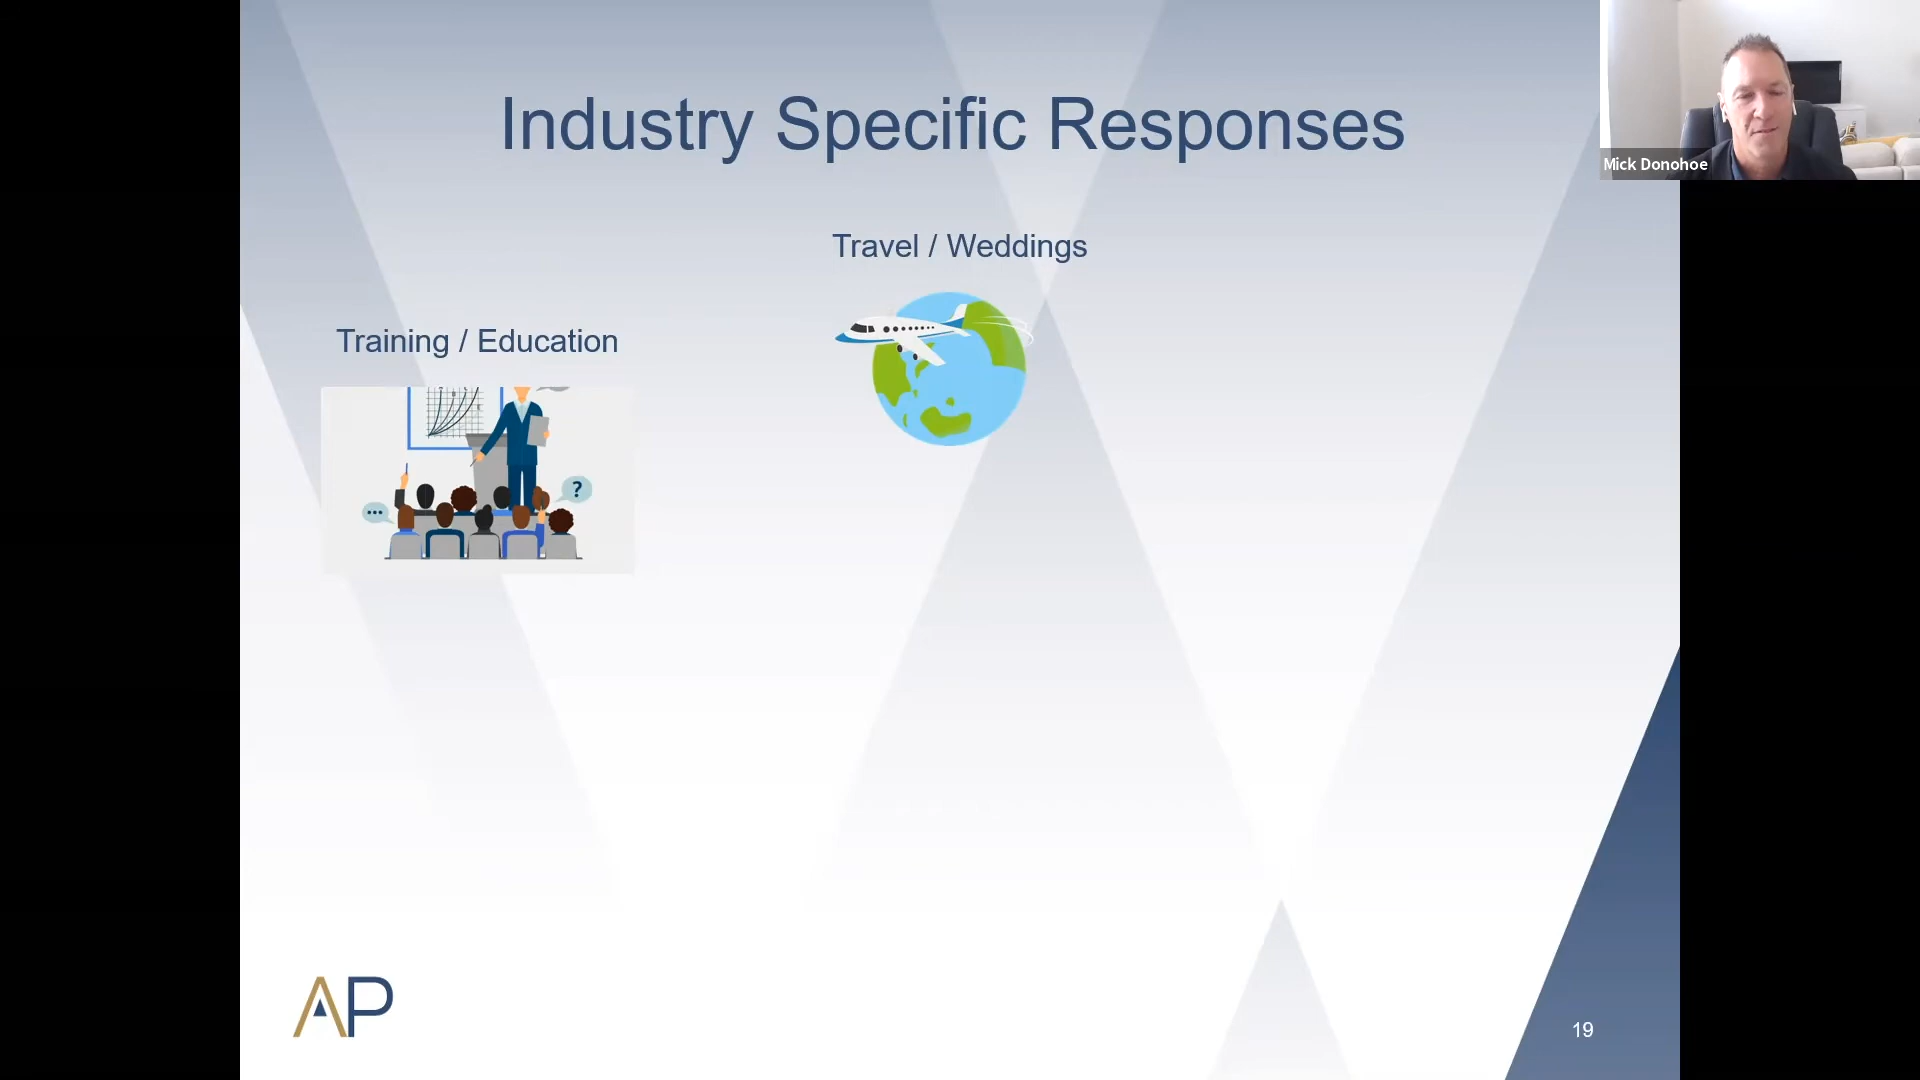 Industry Specific Responses
Mick Donohoe
Travel / Weddings
Training / Education
?
AP
19